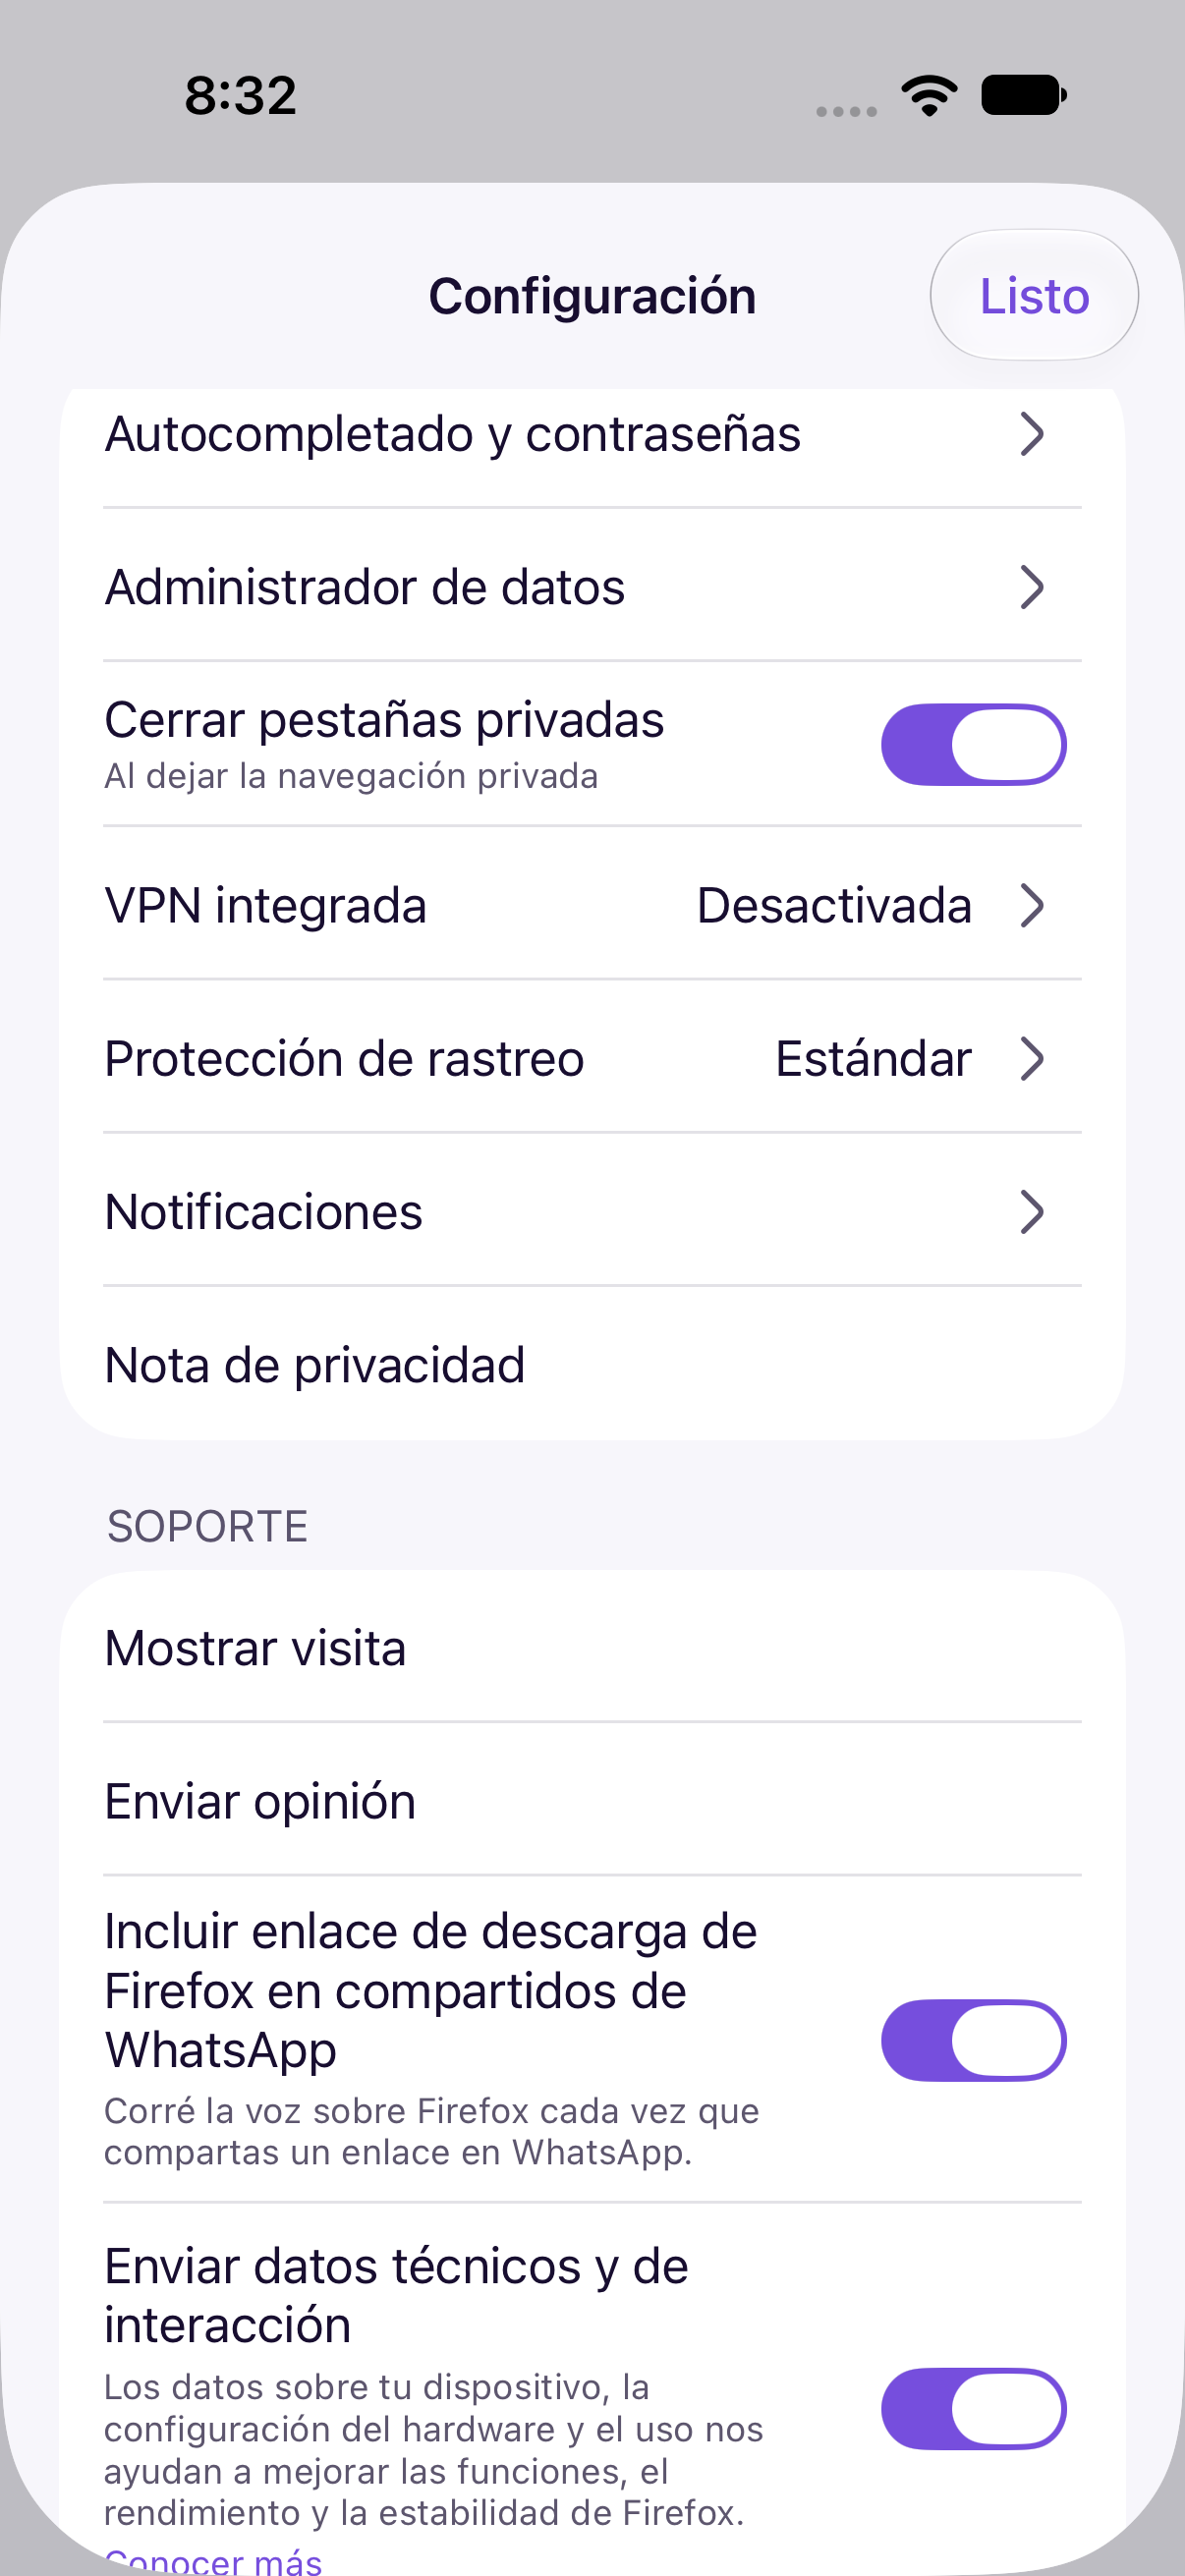 8:32
Configuración
Listo
Autocompletado y contraseñas
Administrador de datos
Cerrar pestañas privadas
Al dejar la navegación privada
VPN integrada
Desactivada
Protección de rastreo
Estándar
Notificaciones
Nota de privacidad
SOPORTE
Mostrar visita
Enviar opinión
Incluir enlace de descarga de
Firefox en compartidos de
WhatsApp
Corré la voz sobre Firefox cada vez que
compartas un enlace en WhatsApp.
Enviar datos técnicos y de
interacción
Los datos sobre tu dispositivo, la
configuración del hardware y el uso nos
ayudan a mejorar las funciones, el
rendimiento y la estabilidad de Firefox.
Conocer más